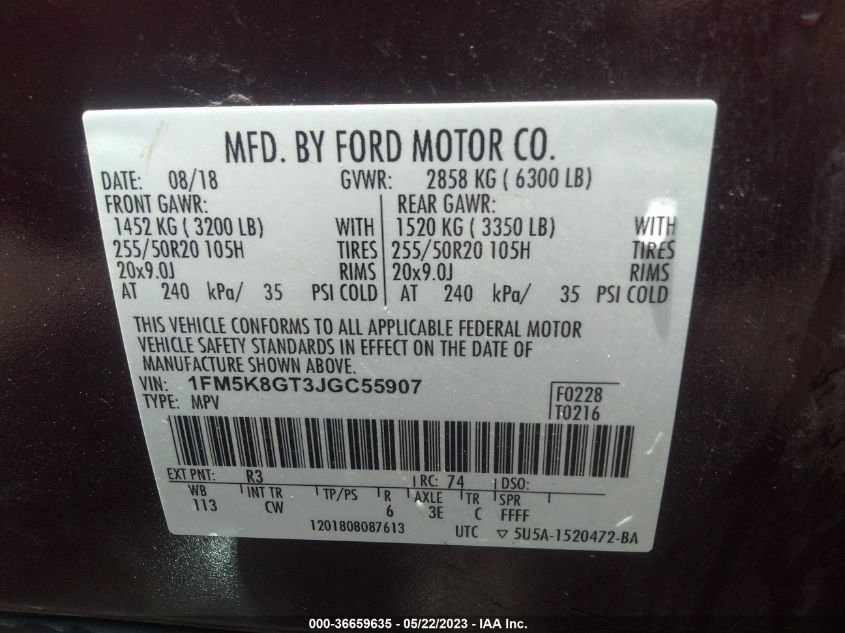 MFD. BY FORD MOTOR CO.
DATE: 08/18 GVWR: 2858 KG ( 6300 LB)
FRONT GAWR: REAR GAWR:
1452 KG ( 3200 LB) WITH 1520 KG ( 3350 LB) WITH
255/50R20 105H TIRES 255/50R20 105H TIRES
20x9.0J RIMS 20x9.0J RIMS
AT 240 kPa/ 35 PSI COLD AT 240 kPa/ 35 PSI COLD
THIS VEHICLE CONFORMS TO ALL APPLICABLE FEDERAL MOTOR
VEHICLE SAFETY STANDARDS IN EFFECT ON THE DATE OF
MANUFACTURE SHOWN ABOVE.
VIN: 1FM5K8GT3JGC55907 F0228
TYPE: MPV T0216
EXT PNT: R3 RC: 74 DSO:
WB INT TR TP/PS R AXLE TR SPR
113 CW 6 3E C FFFF
1201808087613 UTC ▽ 5U5A-1520472-BA
000-36659635 - 05/22/2023 - IAA Inc.